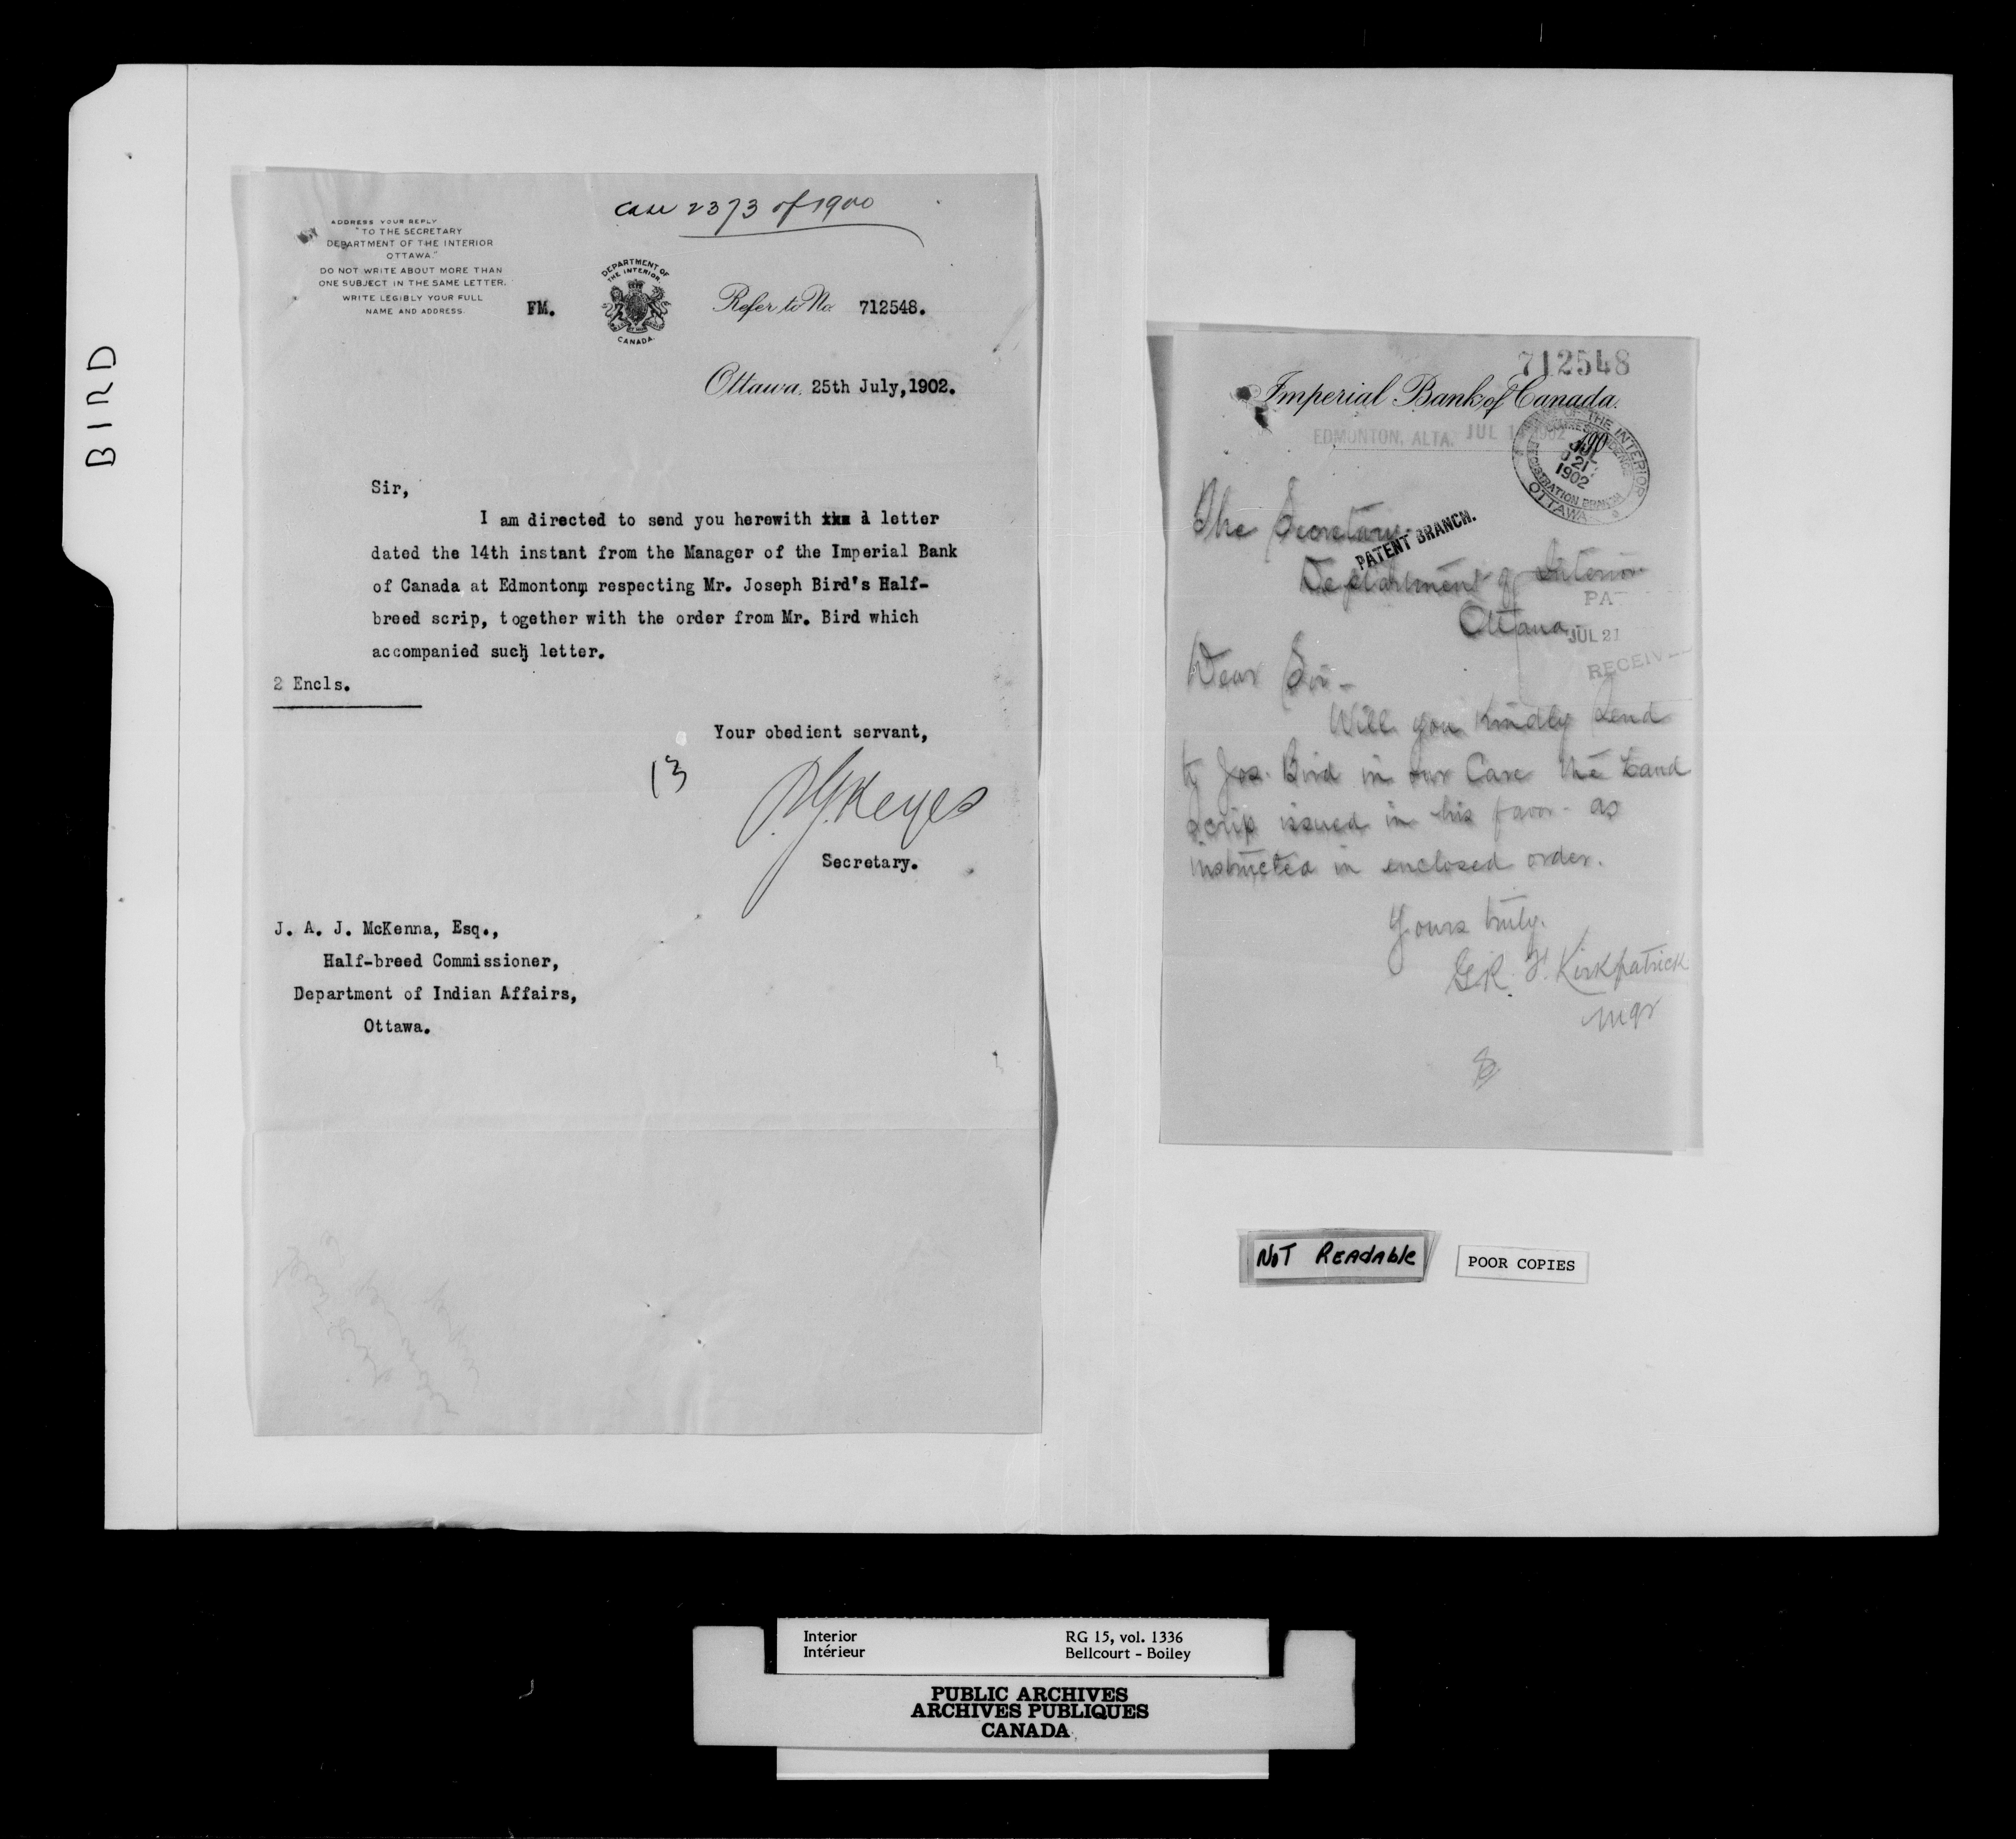 BIRD
case 2373 of 1900
ADDRESS YOUR REPLY
"TO THE SECRETARY
DEPARTMENT OF THE INTERIOR
OTTAWA."
DO NOT WRITE ABOUT MORE THAN
ONE SUBJECT IN THE SAME LETTER.
WRITE LEGIBLY YOUR FULL
NAME AND ADDRESS.
FM.
DEPARTMENT OF
THE INTERIOR.
CANADA.
Refer to No. 712548.
Ottawa, 25th July, 1902.
Sir,
I am directed to send you herewith a letter
dated the 14th instant from the Manager of the Imperial Bank
of Canada at Edmonton, respecting Mr. Joseph Bird's Half-
breed scrip, together with the order from Mr. Bird which
accompanied such letter.
2 Encls.
Your obedient servant,
13
P.G. Keyes
Secretary.
J. A. J. McKenna, Esq.,
Half-breed Commissioner,
Department of Indian Affairs,
Ottawa.
712548
Imperial Bank of Canada.
EDMONTON, ALTA. JUL 1902
OF THE INTERIOR
JUL 21
1902
REGISTRATION BRANCH
OTTAWA
The Secretary
PATENT BRANCH.
Department of Interior
Ottawa
JUL 21
RECEIVED
Dear Sir -
Will you kindly send
to Jos. Bird in our Care the Land
scrip issued in his favor - as
instructed in enclosed order.
Yours truly.
G.R. F. Kirkpatrick
Mgr
NOT READABLE
POOR COPIES
Interior RG 15, vol. 1336
Intérieur Bellcourt - Boiley
PUBLIC ARCHIVES
ARCHIVES PUBLIQUES
CANADA